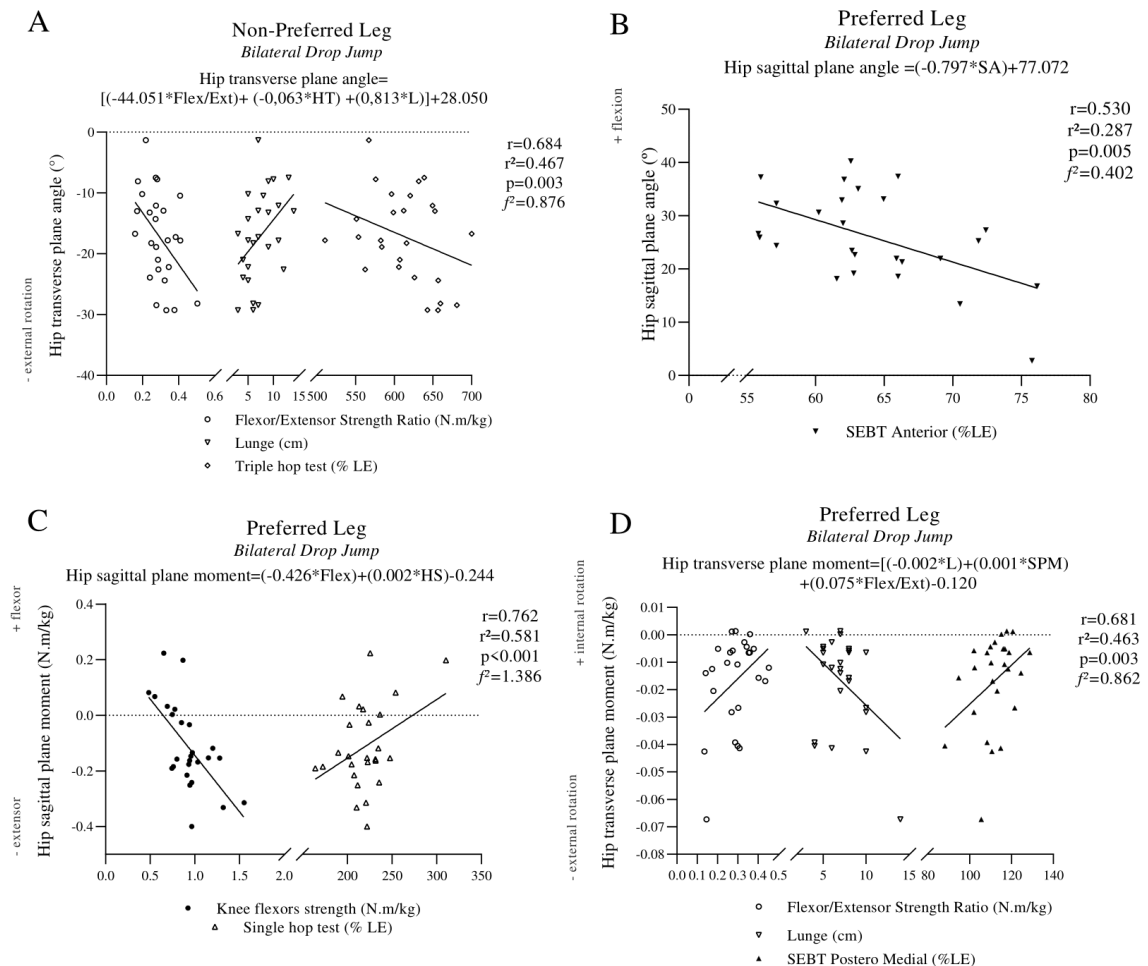 A
Non-Preferred Leg
Bilateral Drop Jump
Hip transverse plane angle=
[(-44.051*Flex/Ext)+ (-0,063*HT) +(0,813*L)]+28.050
r=0.684
r²=0.467
p=0.003
f²=0.876
Hip transverse plane angle (°)
- external rotation
0
-10
-20
-30
-40
0.0 0.2 0.4 0.6 5 10 15 500 550 600 650 700
Flexor/Extensor Strength Ratio (N.m/kg)
Lunge (cm)
Triple hop test (% LE)
B
Preferred Leg
Bilateral Drop Jump
Hip sagittal plane angle =(-0.797*SA)+77.072
r=0.530
r²=0.287
p=0.005
f²=0.402
+ flexion
Hip sagittal plane angle (°)
50
40
30
20
10
0
0 55 60 65 70 75 80
SEBT Anterior (%LE)
C
Preferred Leg
Bilateral Drop Jump
Hip sagittal plane moment=(-0.426*Flex)+(0.002*HS)-0.244
r=0.762
r²=0.581
p<0.001
f²=1.386
+ flexor
- extensor
Hip sagittal plane moment (N.m/kg)
0.4
0.2
0.0
-0.2
-0.4
0.0 0.5 1.0 1.5 2.0 200 250 300 350
Knee flexors strength (N.m/kg)
Single hop test (% LE)
D
Preferred Leg
Bilateral Drop Jump
Hip transverse plane moment=[(-0.002*L)+(0.001*SPM)
+(0.075*Flex/Ext)-0.120
r=0.681
r²=0.463
p=0.003
f²=0.862
+ internal rotation
- external rotation
Hip transverse plane moment (N.m/kg)
0.01
0.00
-0.01
-0.02
-0.03
-0.04
-0.05
-0.06
-0.07
-0.08
0.0 0.1 0.2 0.3 0.4 0.5 5 10 15 80 100 120 140
Flexor/Extensor Strength Ratio (N.m/kg)
Lunge (cm)
SEBT Postero Medial (%LE)